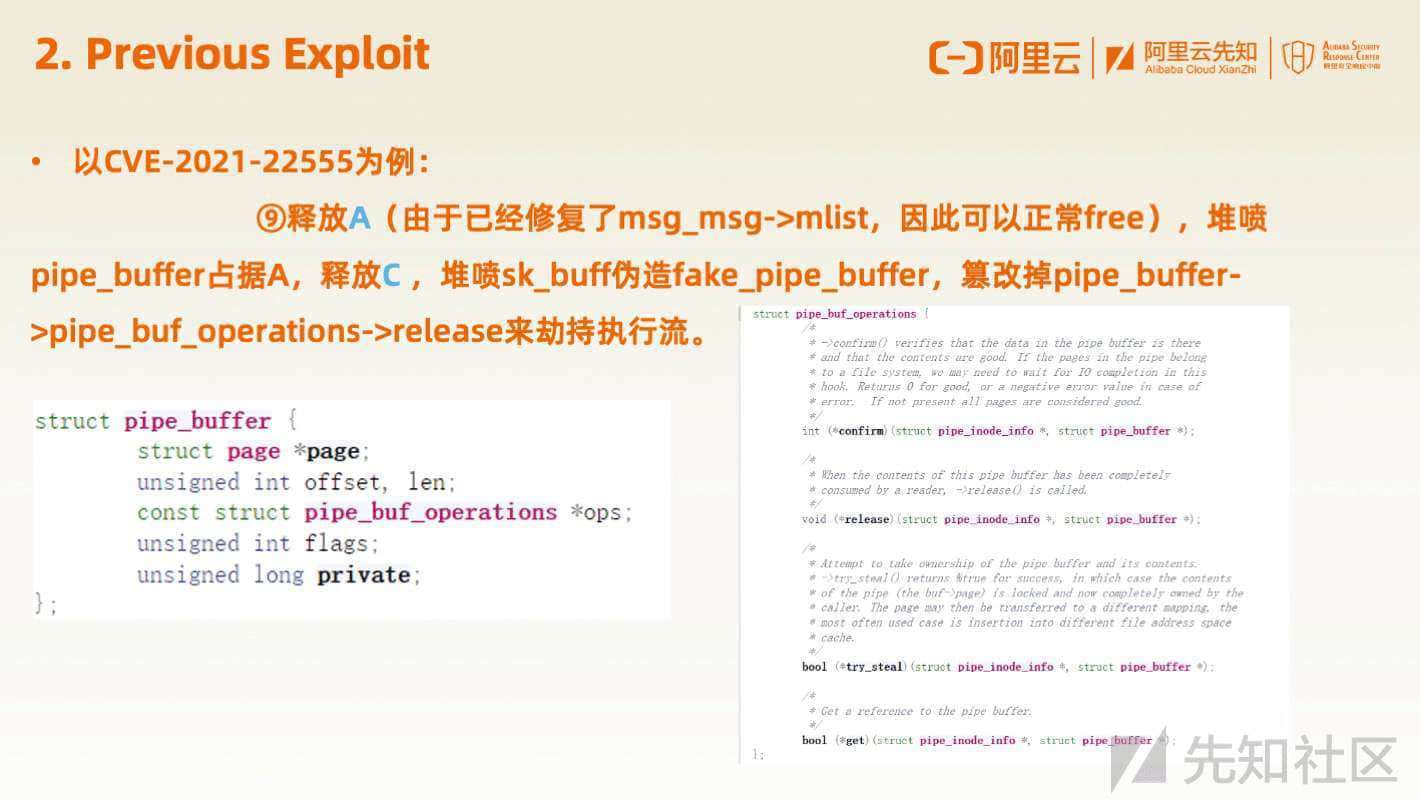 2. Previous Exploit
阿里云
阿里云先知
Alibaba Cloud XianZhi
ALIBABA SECURITY
RESPONSE CENTER
• 以CVE-2021-22555为例：
⑨释放A（由于已经修复了msg_msg->mlist，因此可以正常free），堆喷
pipe_buffer占据A，释放C，堆喷sk_buff伪造fake_pipe_buffer，篡改掉pipe_buffer-
>pipe_buf_operations->release来劫持执行流。
struct pipe_buffer {
struct page *page;
unsigned int offset, len;
const struct pipe_buf_operations *ops;
unsigned int flags;
unsigned long private;
};
struct pipe_buf_operations {
/*
* ->confirm() verifies that the data in the pipe buffer is there
* and that the contents are good. If the pages in the pipe belong
* to a file system, we may need to wait for IO completion in this
* hook. Returns 0 for good, or a negative error value in case of
* error.  If not present all pages are considered good.
*/
int (*confirm)(struct pipe_inode_info *, struct pipe_buffer *);
/*
* When the contents of this pipe buffer has been completely
* consumed by a reader, ->release() is called.
*/
void (*release)(struct pipe_inode_info *, struct pipe_buffer *);
/*
* Attempt to take ownership of the pipe buffer and its contents.
* ->try_steal() returns %true for success, in which case the contents
* of the pipe (the buf->page) is locked and now completely owned by the
* caller. The page may then be transferred to a different mapping, the
* most often used case is insertion into different file address space
* cache.
*/
bool (*try_steal)(struct pipe_inode_info *, struct pipe_buffer *);
/*
* Get a reference to the pipe buffer.
*/
bool (*get)(struct pipe_inode_info *, struct pipe_buffer *);
};
先知社区